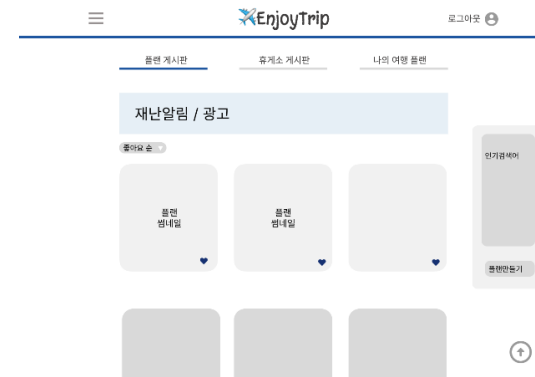 EnjoyTrip
로그아웃
플랜 게시판
휴게소 게시판
나의 여행 플랜
재난알림 / 광고
좋아요 순
플랜
썸네일
플랜
썸네일
인기검색어
플랜만들기